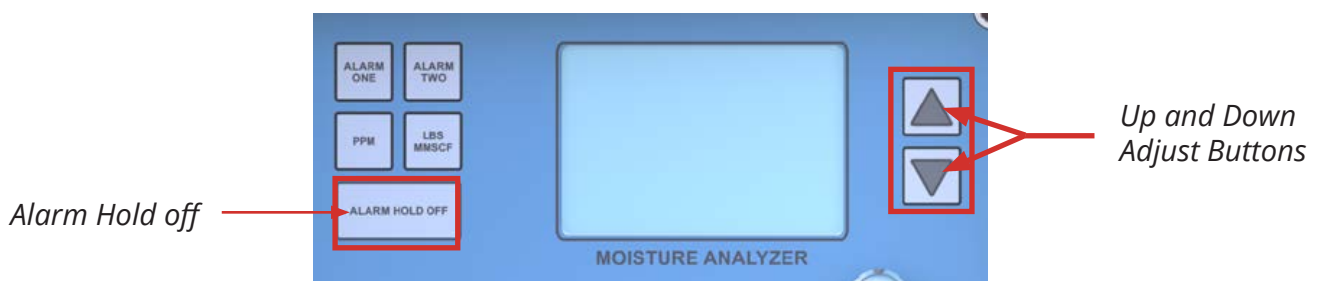 ALARM
ONE
ALARM
TWO
PPM
LBS
MMSCF
ALARM HOLD OFF
Alarm Hold off
MOISTURE ANALYZER
Up and Down
Adjust Buttons